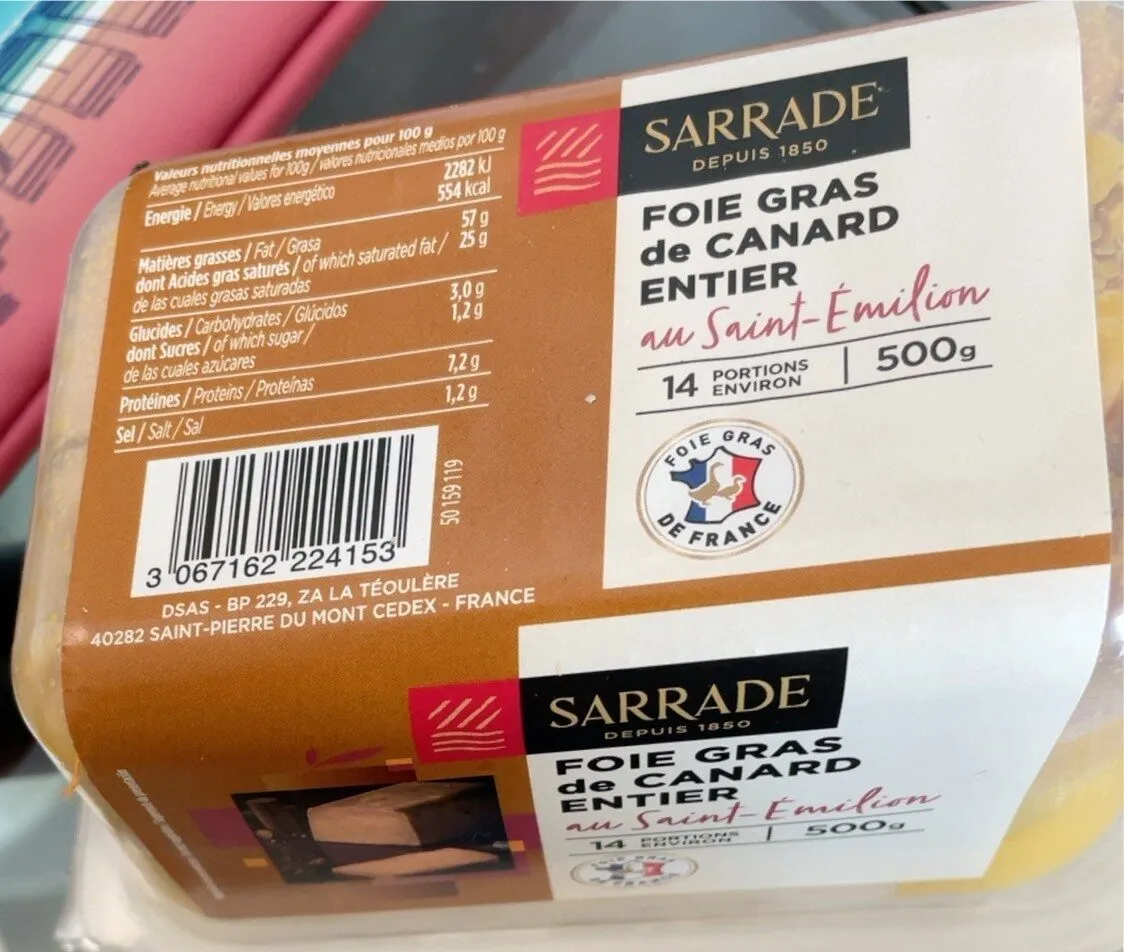 Valeurs nutritionnelles moyennes pour 100 g
Average nutritional values for 100g / valores nutricionales medios por 100 g
Energie / Energy / Valores energético
2282 kJ
554 kcal
Matières grasses / Fat / Grasa
57 g
dont Acides gras saturés / of which saturated fat /
25 g
de las cuales grasas saturadas
Glucides / Carbohydrates / Glúcidos
3,0 g
dont Sucres / of which sugar /
1,2 g
de las cuales azúcares
Protéines / Proteins / Proteínas
7,2 g
Sel / Salt / Sal
1,2 g
50 159 119
3 067162 224153
DSAS - BP 229, ZA LA TÉOULÈRE
40282 SAINT-PIERRE DU MONT CEDEX - FRANCE
SARRADE
DEPUIS 1850
FOIE GRAS
de CANARD
ENTIER
au Saint-Émilion
14 PORTIONS
ENVIRON
500g
FOIE GRAS
DE FRANCE
SARRADE
DEPUIS 1850
FOIE GRAS
de CANARD
ENTIER
au Saint-Émilion
14 PORTIONS
ENVIRON
500g